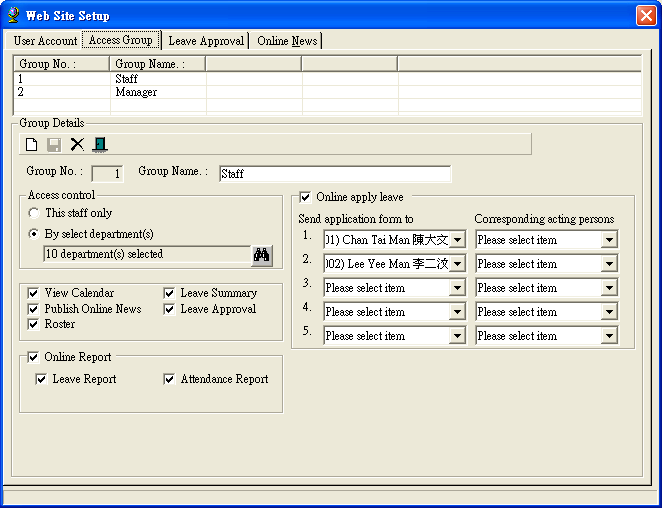 Web Site Setup
User Account Access Group Leave Approval Online News
Group No. : Group Name. :
1 Staff
2 Manager
Group Details
Group No. : 1 Group Name. : Staff
Access control
This staff only
By select department(s)
10 department(s) selected
View Calendar Leave Summary
Publish Online News Leave Approval
Roster
Online Report
Leave Report Attendance Report
Online apply leave
Send application form to Corresponding acting persons
1. 01) Chan Tai Man 陳大文 Please select item
2. 002) Lee Yee Man 李二汶 Please select item
3. Please select item Please select item
4. Please select item Please select item
5. Please select item Please select item